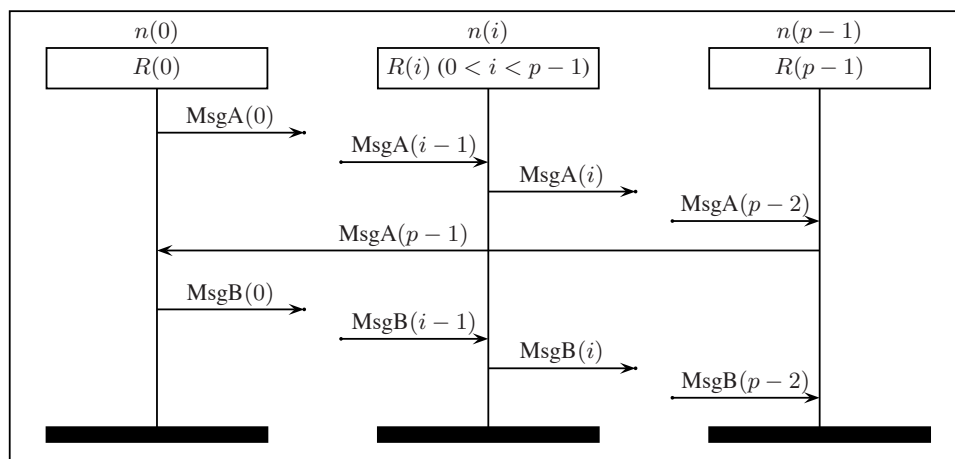 n(0) n(i) n(p − 1)
R(0) R(i) (0 < i < p − 1) R(p − 1)
MsgA(0)
MsgA(i − 1)
MsgA(i)
MsgA(p − 2)
MsgA(p − 1)
MsgB(0)
MsgB(i − 1)
MsgB(i)
MsgB(p − 2)